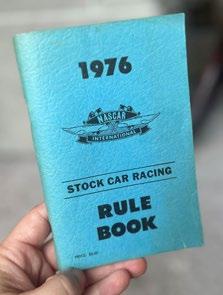 1976
NASCAR
INTERNATIONAL
STOCK CAR RACING
RULE
BOOK